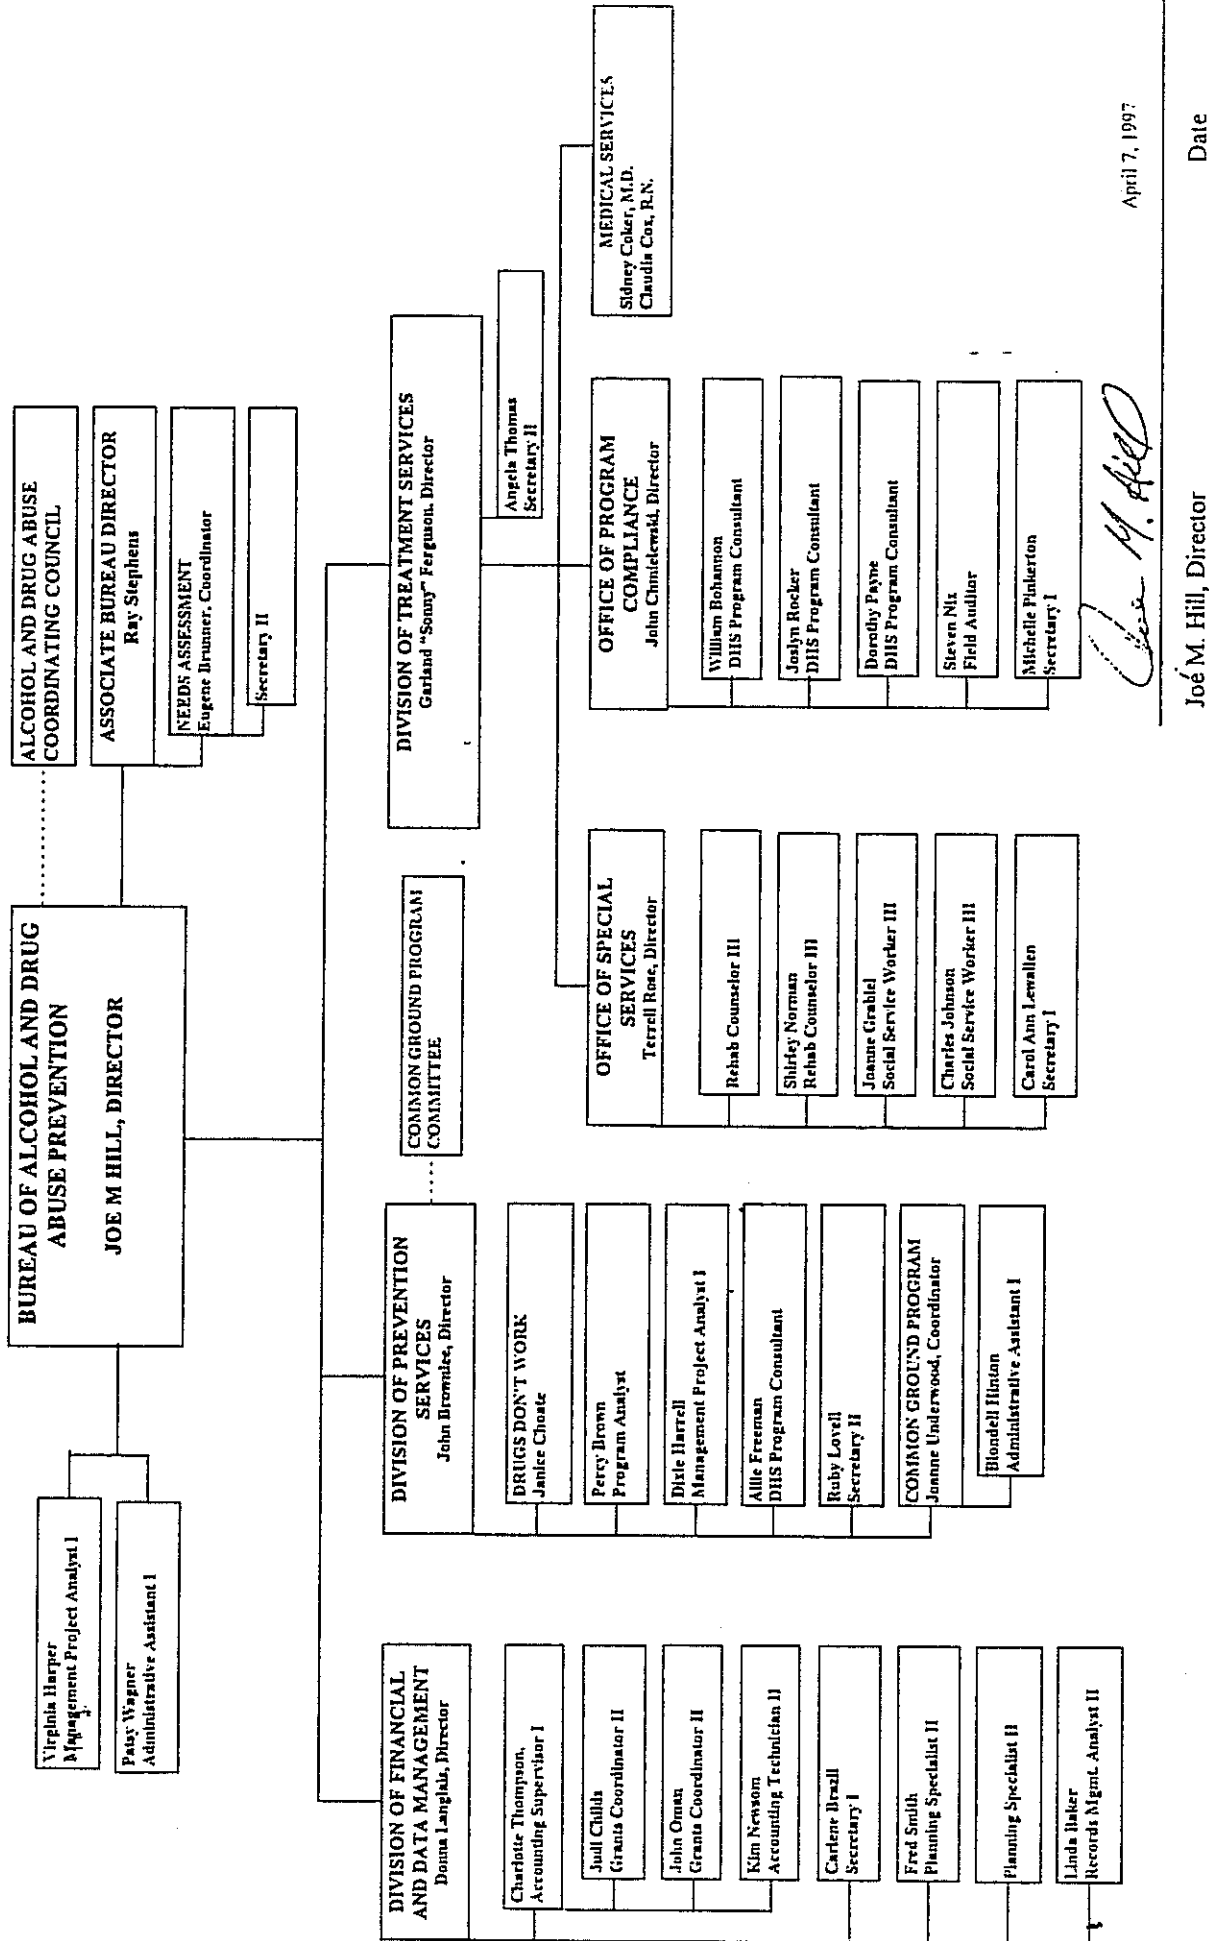 BUREAU OF ALCOHOL AND DRUG
ABUSE PREVENTION
JOE M HILL, DIRECTOR
ALCOHOL AND DRUG ABUSE
COORDINATING COUNCIL
ASSOCIATE BUREAU DIRECTOR
Ray Stephens
NEEDS ASSESSMENT
Eugene Brunner, Coordinator
Secretary II
Virginia Harper
Management Project Analyst I
Patsy Wagner
Administrative Assistant I
DIVISION OF FINANCIAL
AND DATA MANAGEMENT
Donna Langlais, Director
Charlotte Thompson,
Accounting Supervisor I
Judi Childs
Grants Coordinator II
John Oman
Grants Coordinator II
Kim Newsom
Accounting Technician II
Carlene Brazil
Secretary I
Fred Smith
Planning Specialist II
Planning Specialist II
Linda Baker
Records Mgmt. Analyst II
DIVISION OF PREVENTION
SERVICES
John Brownlee, Director
COMMON GROUND PROGRAM
COMMITTEE
DRUGS DON'T WORK
Janice Choate
Percy Brown
Program Analyst
Dixie Harrell
Management Project Analyst I
Allie Freeman
DHS Program Consultant
Ruby Lovell
Secretary II
COMMON GROUND PROGRAM
Joanne Underwood, Coordinator
Blondell Hinton
Administrative Assistant I
DIVISION OF TREATMENT SERVICES
Garland "Sonny" Ferguson, Director
Angela Thomas
Secretary II
OFFICE OF SPECIAL
SERVICES
Terrell Rose, Director
Rehab Counselor III
Shirley Norman
Rehab Counselor III
Joanne Grabiel
Social Service Worker III
Charles Johnson
Social Service Worker III
Carol Ann Lewallen
Secretary I
OFFICE OF PROGRAM
COMPLIANCE
John Chmielewski, Director
William Bohannon
DHS Program Consultant
Joslyn Rocker
DHS Program Consultant
Dorothy Payne
DHS Program Consultant
Steven Nix
Field Auditor
Michelle Pinkerton
Secretary I
MEDICAL SERVICES
Sidney Coker, M.D.
Claudia Cox, R.N.
Joe M. Hill
April 7, 1997
Joé M. Hill, Director
Date